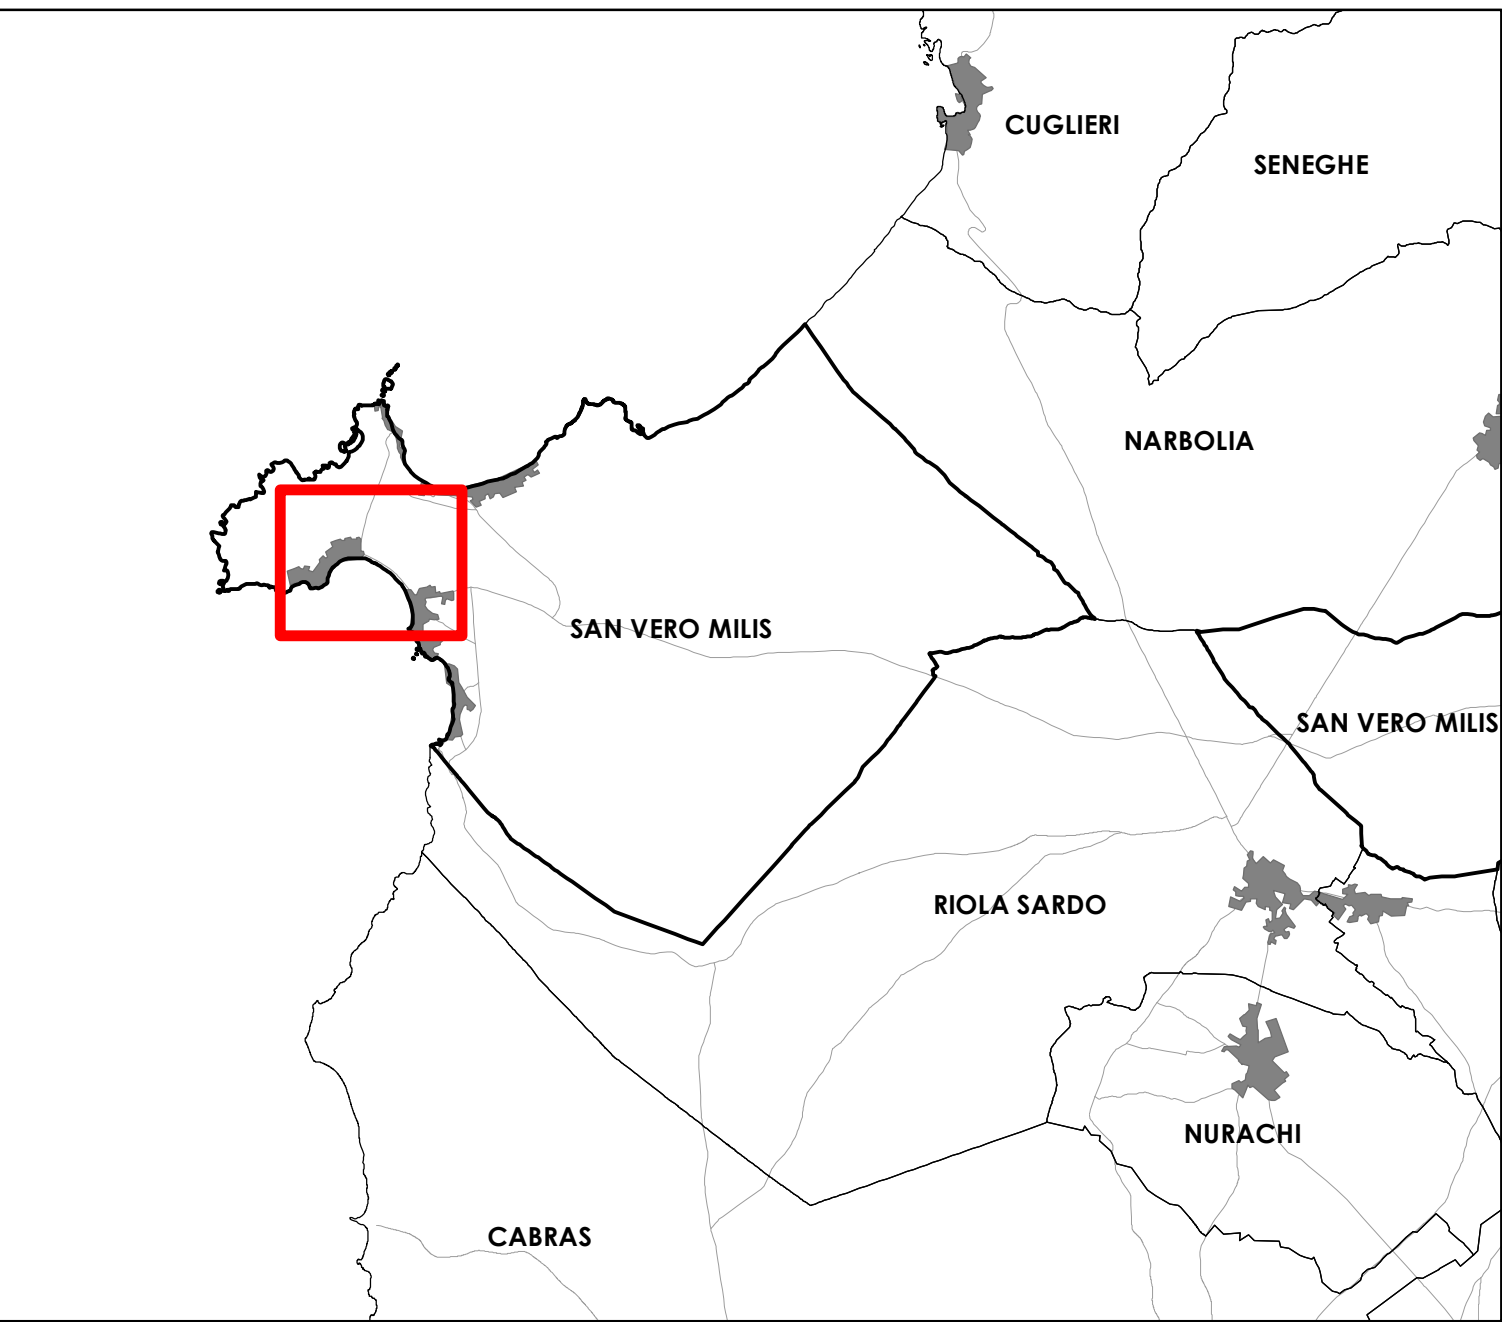 CUGLIERI
SENEGHE
NARBOLIA
SAN VERO MILIS
SAN VERO MILIS
RIOLA SARDO
NURACHI
CABRAS